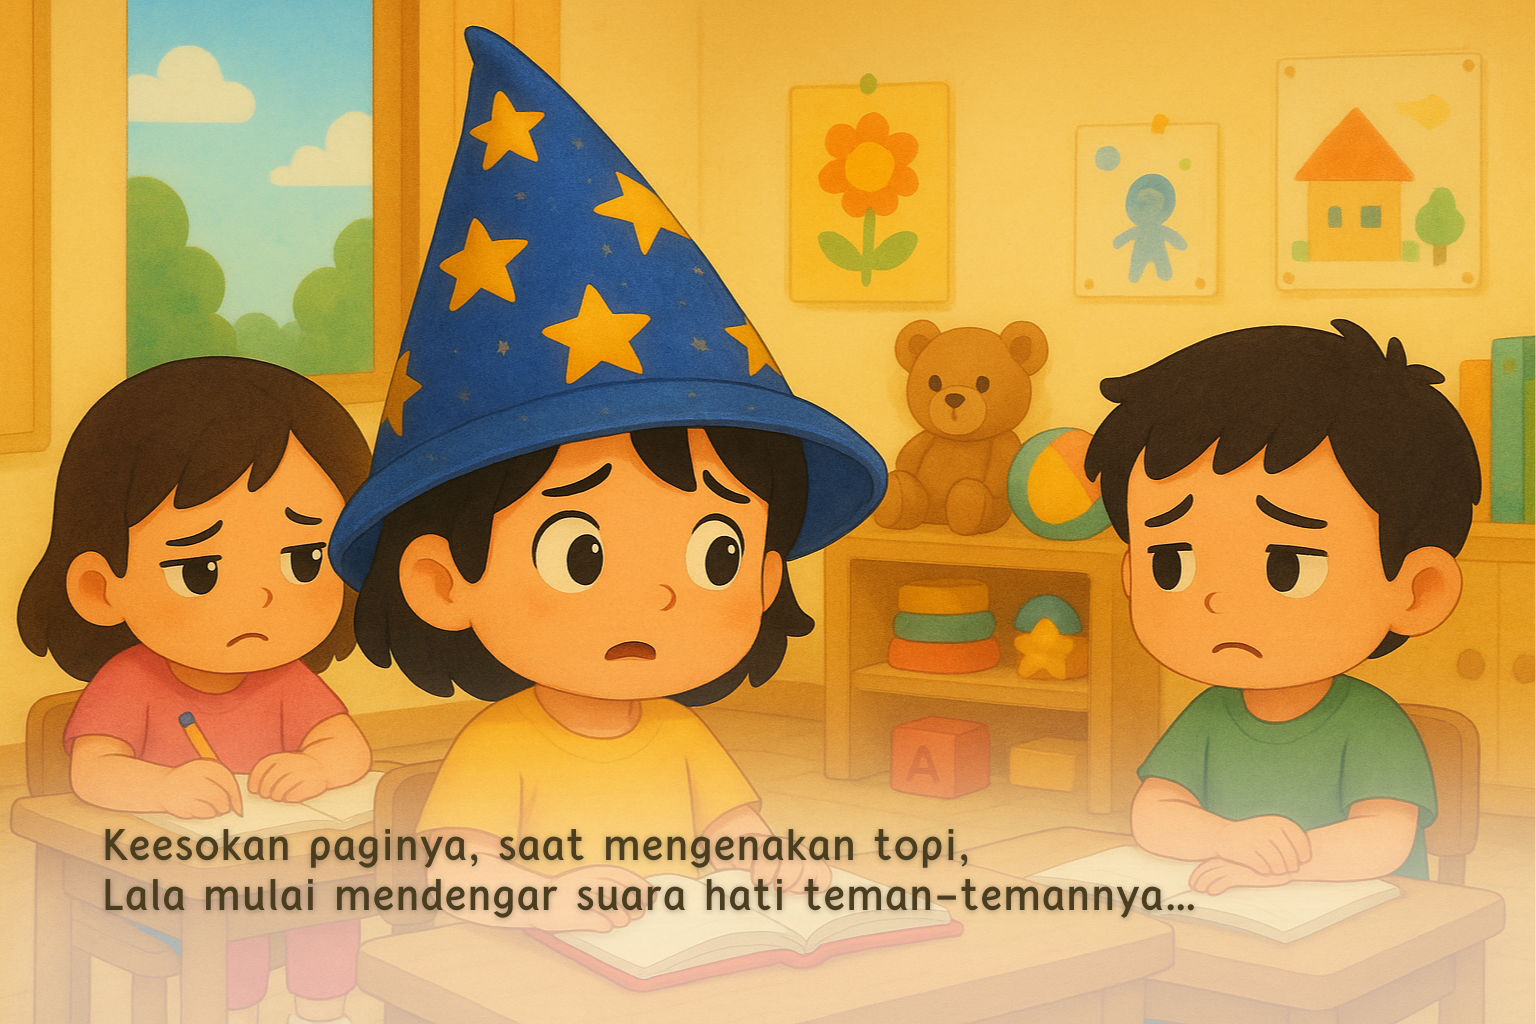 A
Keesokan paginya, saat mengenakan topi,
Lala mulai mendengar suara hati teman-temannya...